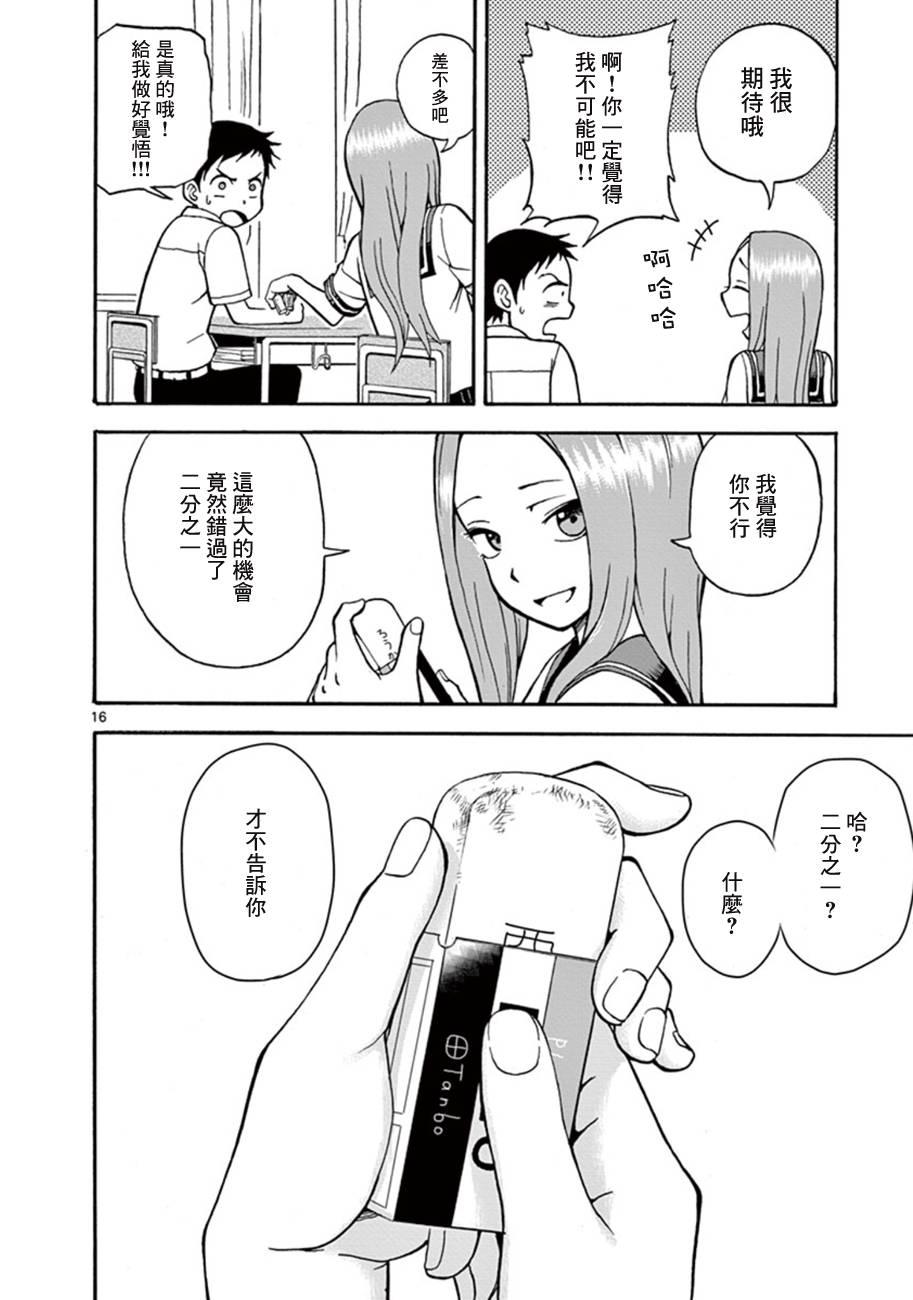 我很
期待哦
啊！你一定覺得
我不可能吧!!
啊哈哈
差不多吧
是真的哦！
給我做好覺悟!!!
我覺得
你不行
這麼大的機會
竟然錯過了
二分之一
16
哈？
二分之一？
什麼？
才不告訴你
⊕Tanbo